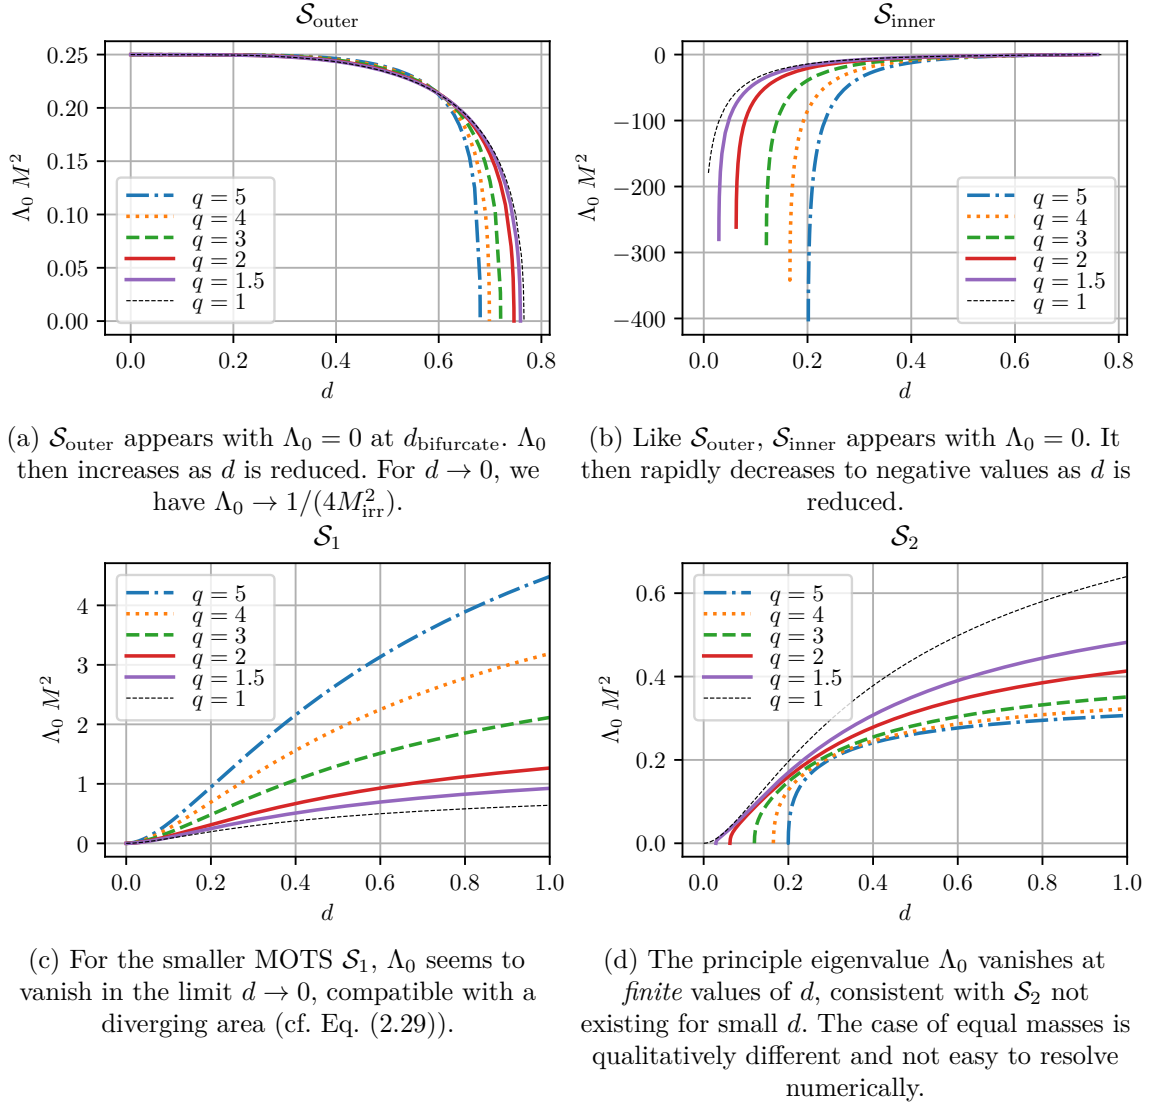 S_outer
0.25
0.20
0.15
0.10
0.05
0.00
Λ₀ M²
q = 5
q = 4
q = 3
q = 2
q = 1.5
q = 1
0.0 0.2 0.4 0.6 0.8
d
S_inner
0
−100
−200
−300
−400
Λ₀ M²
q = 5
q = 4
q = 3
q = 2
q = 1.5
q = 1
0.0 0.2 0.4 0.6 0.8
d
(a) S_outer appears with Λ₀ = 0 at d_bifurcate. Λ₀
then increases as d is reduced. For d → 0, we
have Λ₀ → 1/(4M²_irr).
(b) Like S_outer, S_inner appears with Λ₀ = 0. It
then rapidly decreases to negative values as d is
reduced.
S₁
4
3
2
1
0
Λ₀ M²
q = 5
q = 4
q = 3
q = 2
q = 1.5
q = 1
0.0 0.2 0.4 0.6 0.8 1.0
d
S₂
0.6
0.4
0.2
0.0
Λ₀ M²
q = 5
q = 4
q = 3
q = 2
q = 1.5
q = 1
0.0 0.2 0.4 0.6 0.8 1.0
d
(c) For the smaller MOTS S₁, Λ₀ seems to
vanish in the limit d → 0, compatible with a
diverging area (cf. Eq. (2.29)).
(d) The principle eigenvalue Λ₀ vanishes at
finite values of d, consistent with S₂ not
existing for small d. The case of equal masses is
qualitatively different and not easy to resolve
numerically.